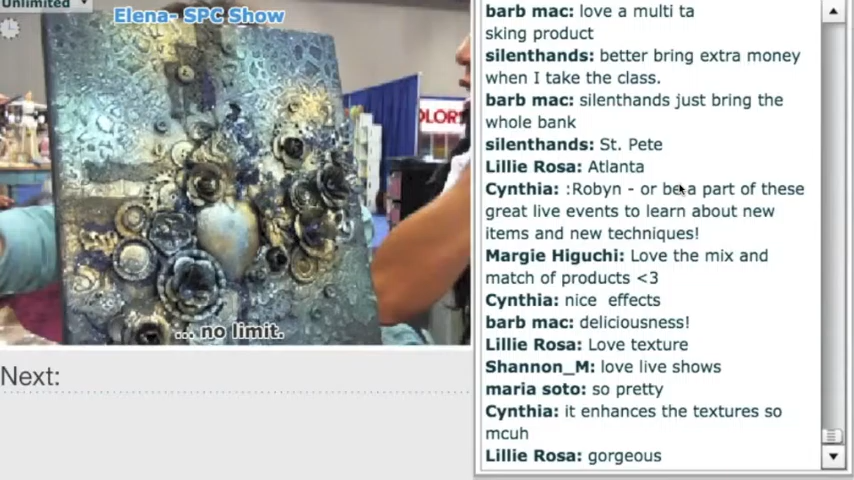 Unlimited
Elena- SPC Show
OLOR
... no limit.
Next:
barb mac: love a multi ta
sking product
silenthands: better bring extra money
when I take the class.
barb mac: silenthands just bring the
whole bank
silenthands: St. Pete
Lillie Rosa: Atlanta
Cynthia: :Robyn - or be a part of these
great live events to learn about new
items and new techniques!
Margie Higuchi: Love the mix and
match of products <3
Cynthia: nice  effects
barb mac: deliciousness!
Lillie Rosa: Love texture
Shannon_M: love live shows
maria soto: so pretty
Cynthia: it enhances the textures so
mcuh
Lillie Rosa: gorgeous